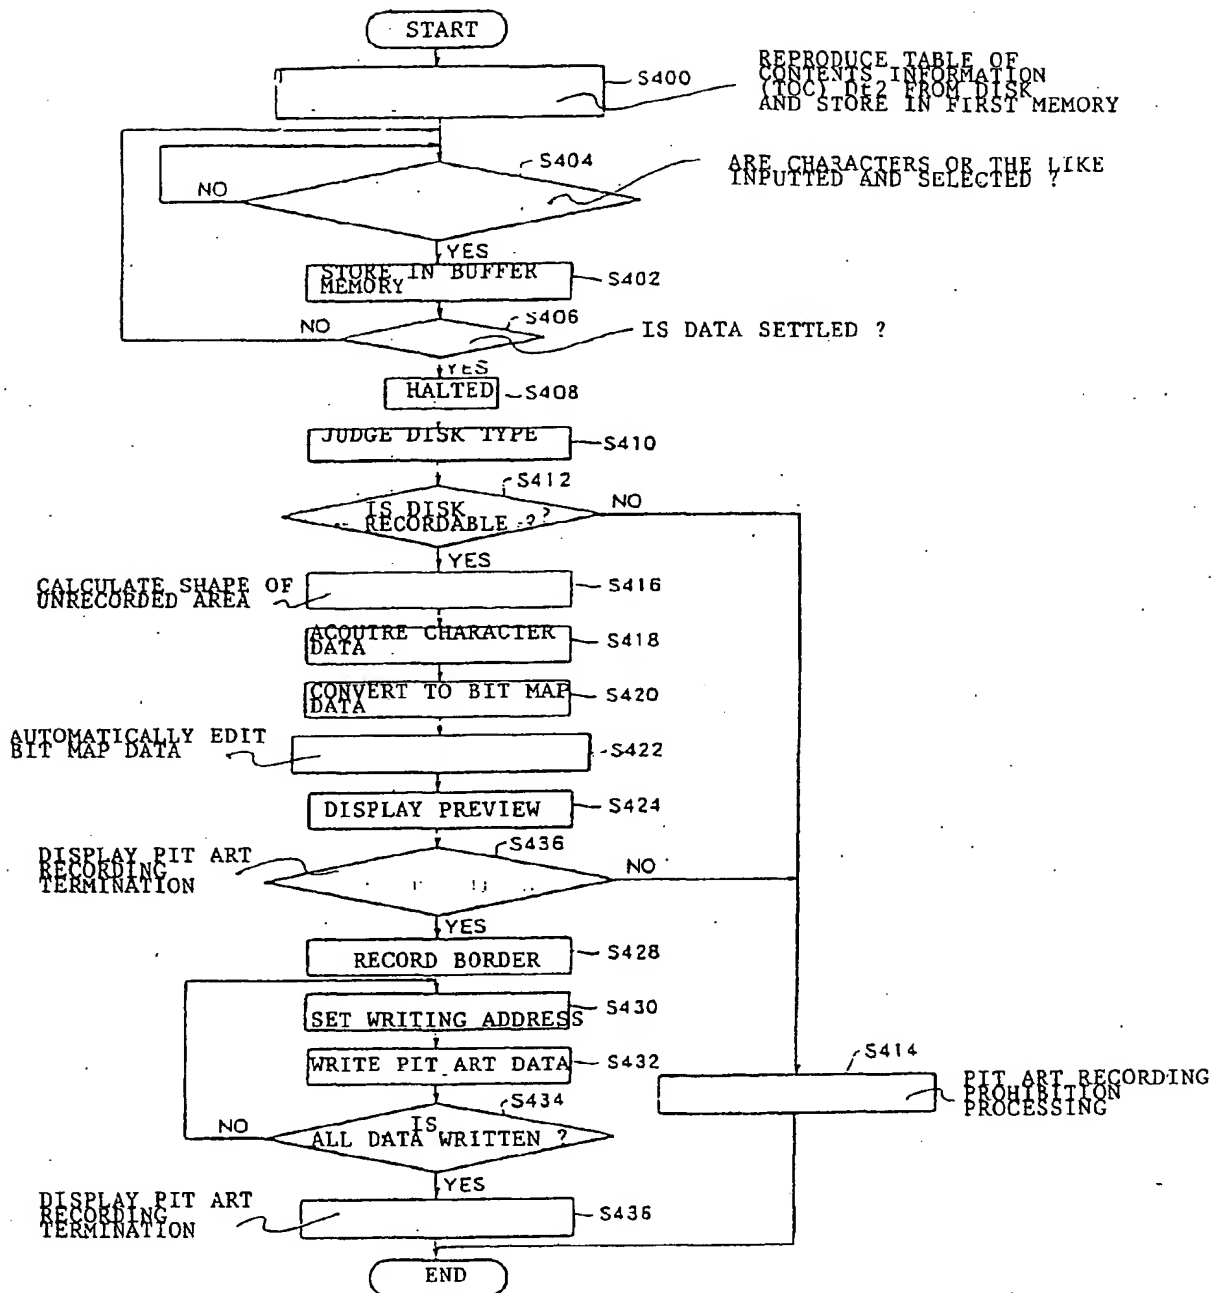 START
S400
REPRODUCE TABLE OF
CONTENTS INFORMATION
(TOC) Dt2 FROM DISK
AND STORE IN FIRST MEMORY
S404
ARE CHARACTERS OR THE LIKE
INPUTTED AND SELECTED ?
NO
YES
STORE IN BUFFER
MEMORY
S402
S406
NO
IS DATA SETTLED ?
YES
HALTED
S408
JUDGE DISK TYPE
S410
S412
IS DISK
RECORDABLE ?
NO
YES
CALCULATE SHAPE OF
UNRECORDED AREA
S416
ACQUIRE CHARACTER
DATA
S418
CONVERT TO BIT MAP
DATA
S420
AUTOMATICALLY EDIT
BIT MAP DATA
S422
DISPLAY PREVIEW
S424
S436
DISPLAY PIT ART
RECORDING
TERMINATION
NO
YES
RECORD BORDER
S428
S430
SET WRITING ADDRESS
WRITE PIT ART DATA
S432
S414
PIT ART RECORDING
PROHIBITION
PROCESSING
S434
IS
ALL DATA WRITTEN ?
NO
YES
DISPLAY PIT ART
RECORDING
TERMINATION
S436
END